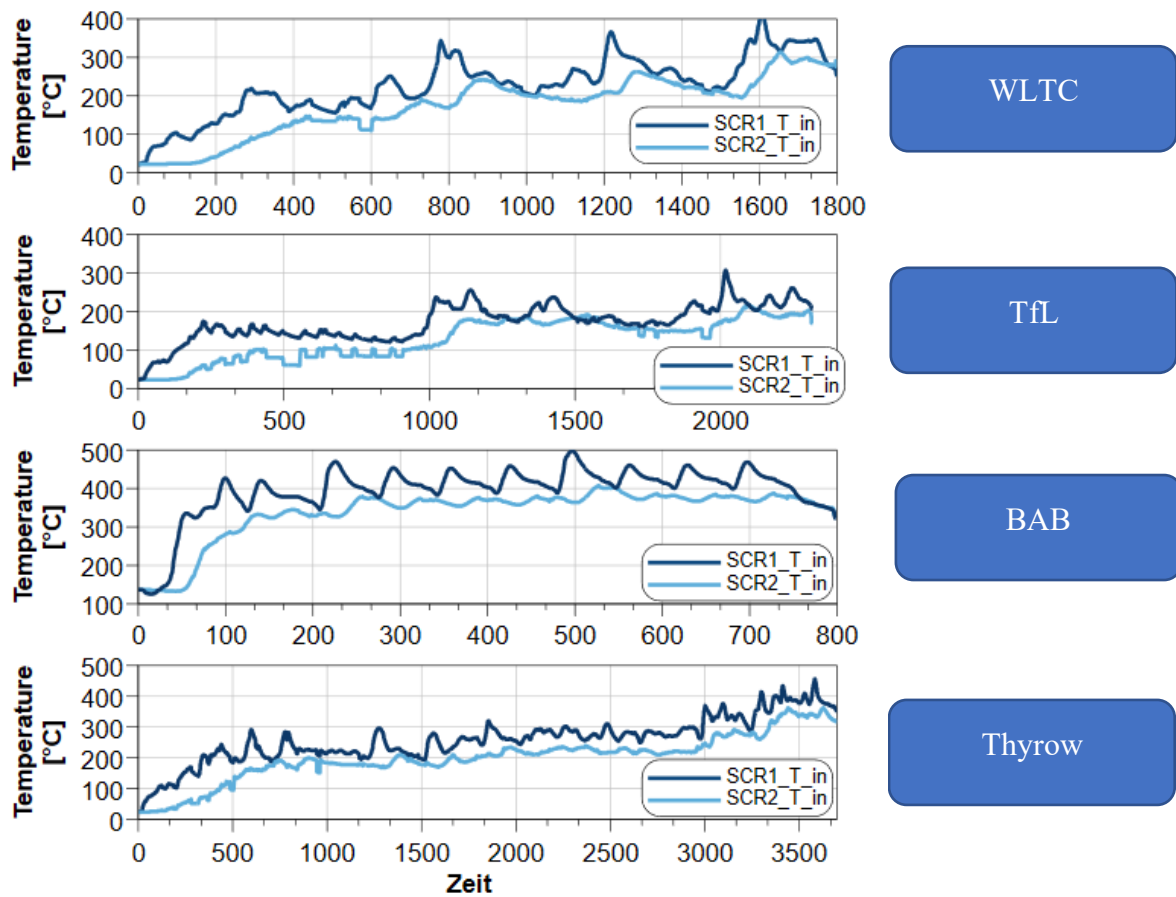 Temperature
[°C]
400
300
200
100
0
SCR1_T_in
SCR2_T_in
0 200 400 600 800 1000 1200 1400 1600 1800
WLTC
Temperature
[°C]
400
300
200
100
0
SCR1_T_in
SCR2_T_in
0 500 1000 1500 2000
TfL
Temperature
[°C]
500
400
300
200
100
SCR1_T_in
SCR2_T_in
0 100 200 300 400 500 600 700 800
BAB
Temperature
[°C]
500
400
300
200
100
0
SCR1_T_in
SCR2_T_in
0 500 1000 1500 2000 2500 3000 3500
Zeit
Thyrow